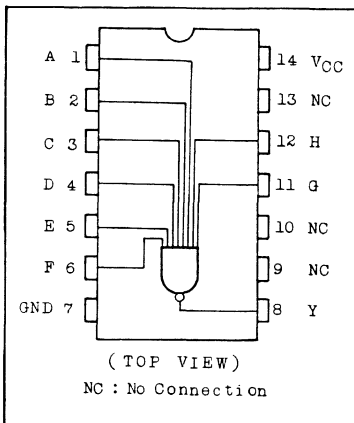 A 1 14 VCC
B 2 13 NC
C 3 12 H
D 4 11 G
E 5 10 NC
F 6 9 NC
GND 7 8 Y
(TOP VIEW)
NC : No Connection